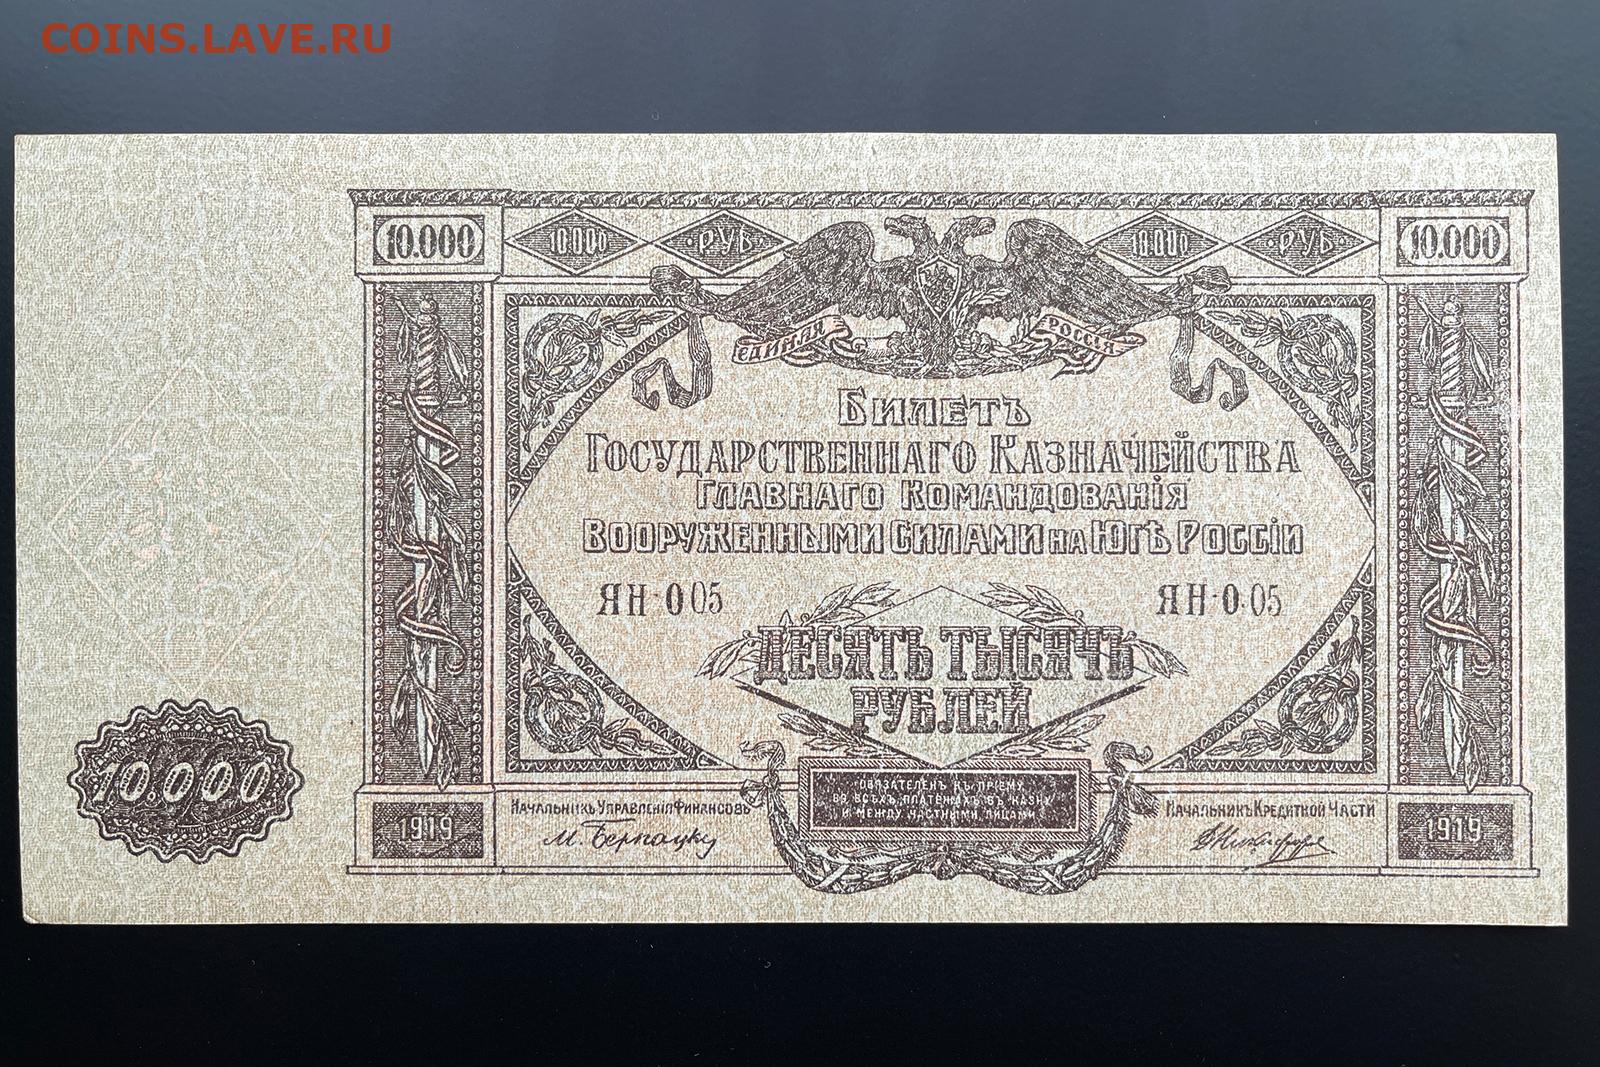 COINS.LAVE.RU
10.000 10.000 ·РУБ· 10.000 ·РУБ· 10.000
ЕДИНАЯ РОССІЯ
БИЛЕТЪ
ГОСУДАРСТВЕННАГО КАЗНАЧЕЙСТВА
ГЛАВНАГО КОМАНДОВАНІЯ
ВООРУЖЕННЫМИ СИЛАМИ НА ЮГѢ РОССІИ
ЯН-005 ЯН-005
ДЕСЯТЬ ТЫСЯЧЪ
РУБЛЕЙ
10.000
НАЧАЛЬНИКЪ УПРАВЛЕНІЯ ФИНАНСОВЪ
М. Бернацку
1919
ОБЯЗАТЕЛЕНЪ КЪ ПРІЕМУ
ВО ВСѢХЪ ПЛАТЕЖАХЪ ВЪ КАЗНУ
И МЕЖДУ ЧАСТНЫМИ ЛИЦАМИ
НАЧАЛЬНИКЪ КРЕДИТНОЙ ЧАСТИ
1919